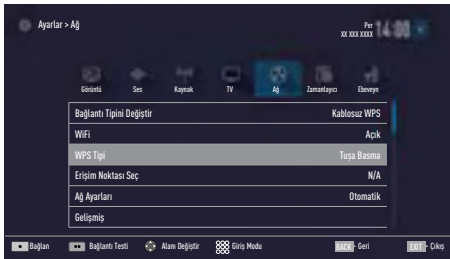 Ayarlar > Ağ
Per
XX XXX XXXX
14:00
Görüntü Ses Kaynak TV Ağ Zamanlayıcı Ebeveyn
Bağlantı Tipini Değiştir Kablosuz WPS
WiFi Açık
WPS Tipi Tuşa Basma
Erişim Noktası Seç N/A
Ağ Ayarları Otomatik
Gelişmiş
Bağlan Bağlantı Testi Alanı Değiştir Giriş Modu BACK - Geri EXIT - Çıkış